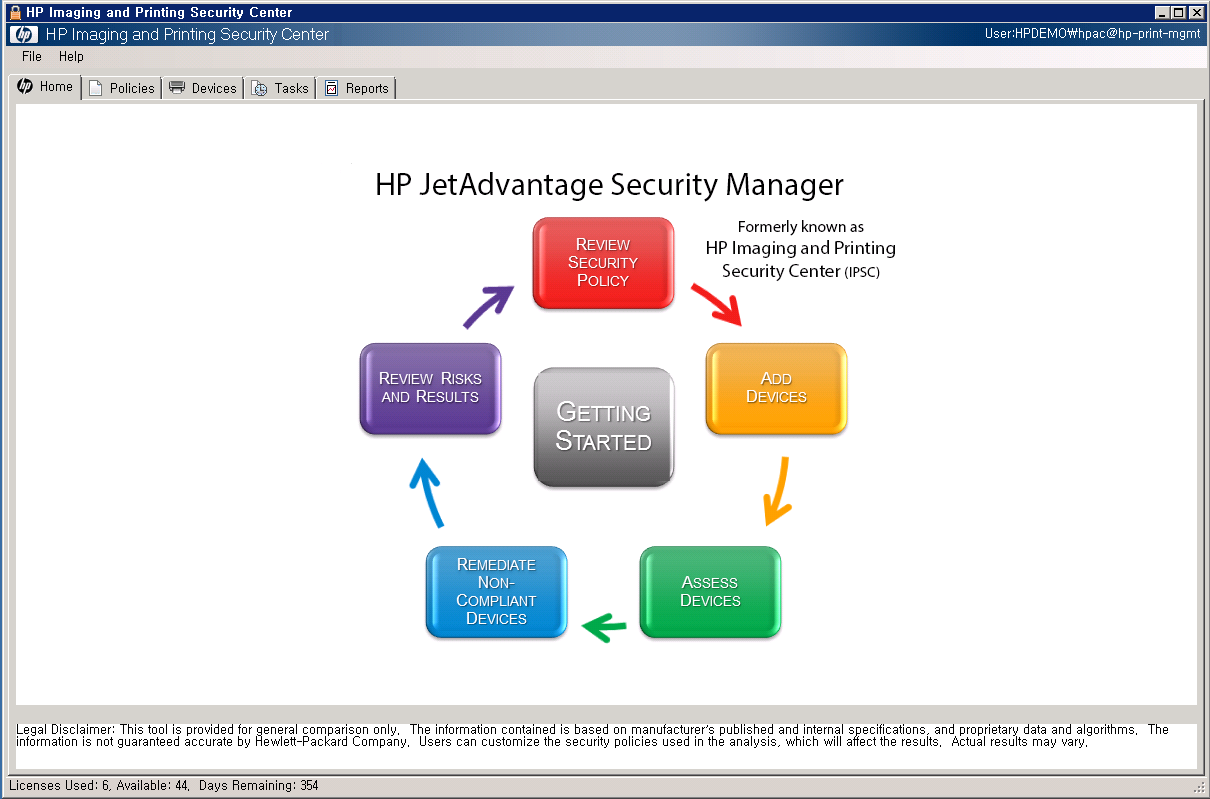 HP Imaging and Printing Security Center
hp HP Imaging and Printing Security Center User:HPDEMO₩hpac@hp-print-mgmt
File Help
hp Home Policies Devices Tasks Reports
HP JetAdvantage Security Manager
Formerly known as
HP Imaging and Printing
Security Center (IPSC)
REVIEW
SECURITY
POLICY
ADD
DEVICES
ASSESS
DEVICES
REMEDIATE
NON-
COMPLIANT
DEVICES
REVIEW RISKS
AND RESULTS
GETTING
STARTED
Legal Disclaimer: This tool is provided for general comparison only. The information contained is based on manufacturer's published and internal specifications, and proprietary data and algorithms. The
information is not guaranteed accurate by Hewlett-Packard Company. Users can customize the security policies used in the analysis, which will affect the results. Actual results may vary.
Licenses Used: 6, Available: 44, Days Remaining: 354